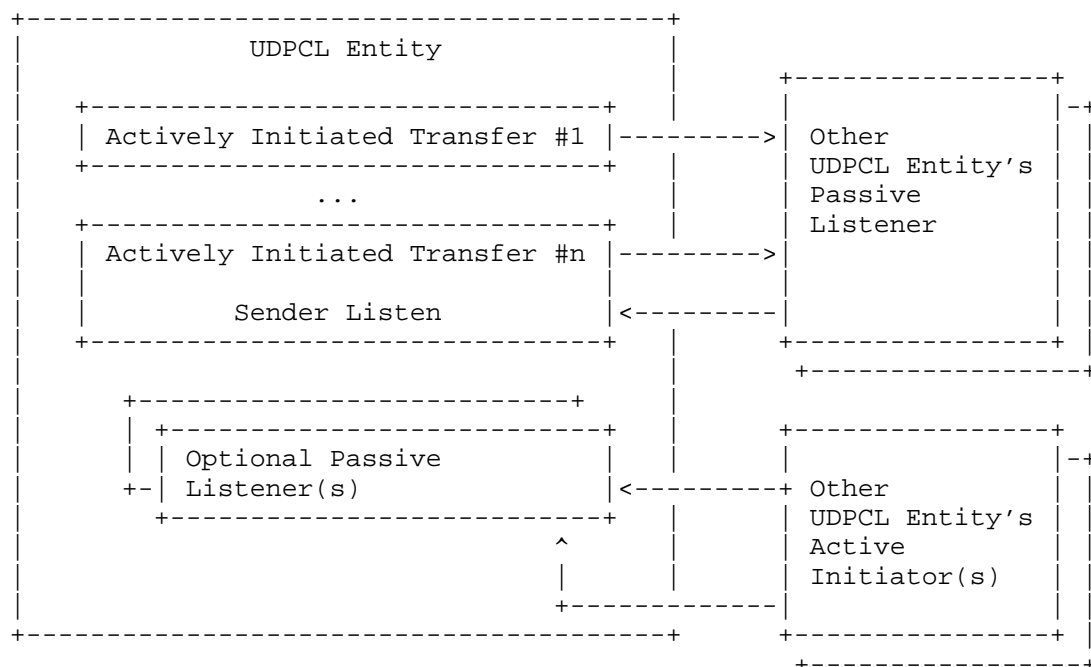 UDPCL Entity
Actively Initiated Transfer #1
Other
UDPCL Entity's
Passive
Listener
...
Actively Initiated Transfer #n
Sender Listen
Optional Passive
Listener(s)
Other
UDPCL Entity's
Active
Initiator(s)